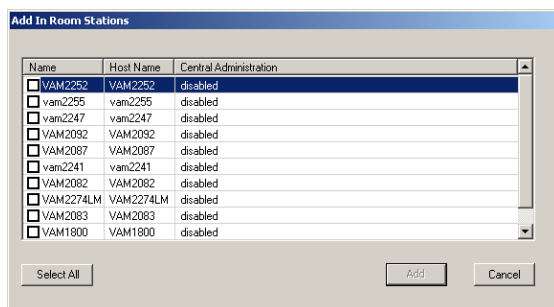 Add In Room Stations
Name Host Name Central Administration
VAM2252 VAM2252 disabled
vam2255 vam2255 disabled
vam2247 vam2247 disabled
VAM2092 VAM2092 disabled
VAM2087 VAM2087 disabled
vam2241 vam2241 disabled
VAM2082 VAM2082 disabled
VAM2274LM VAM2274LM disabled
VAM2083 VAM2083 disabled
VAM1800 VAM1800 disabled
Select All Add Cancel